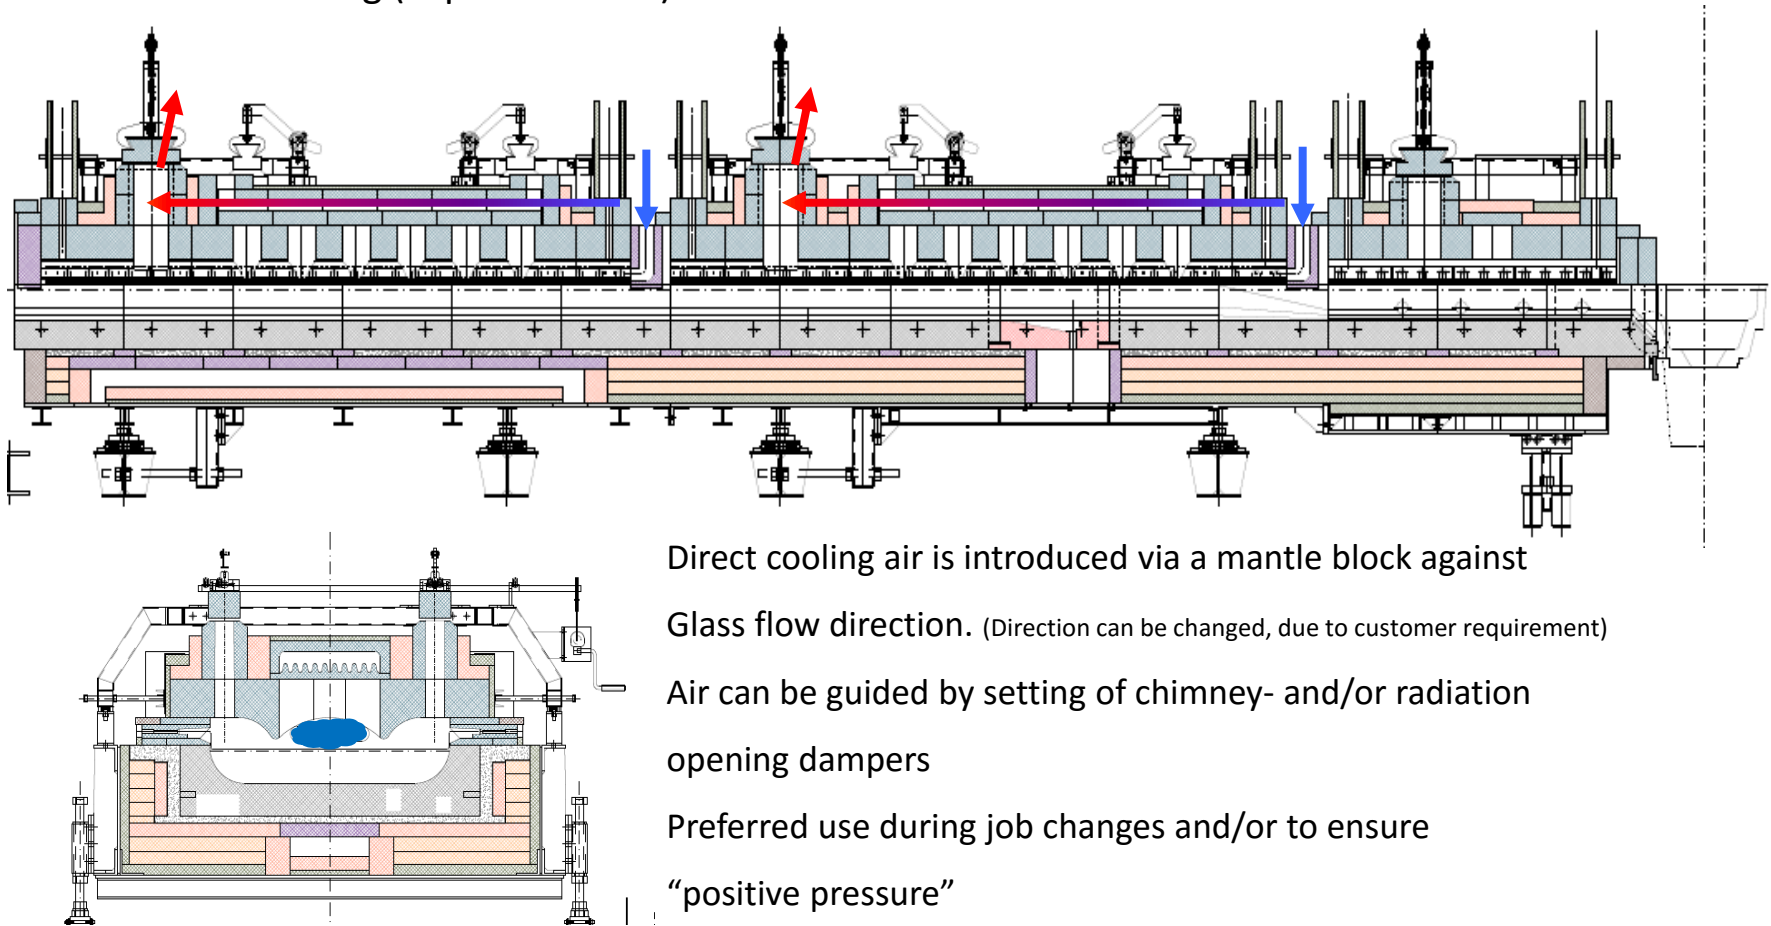 Direct cooling air is introduced via a mantle block against
Glass flow direction. (Direction can be changed, due to customer requirement)
Air can be guided by setting of chimney- and/or radiation
opening dampers
Preferred use during job changes and/or to ensure
“positive pressure”